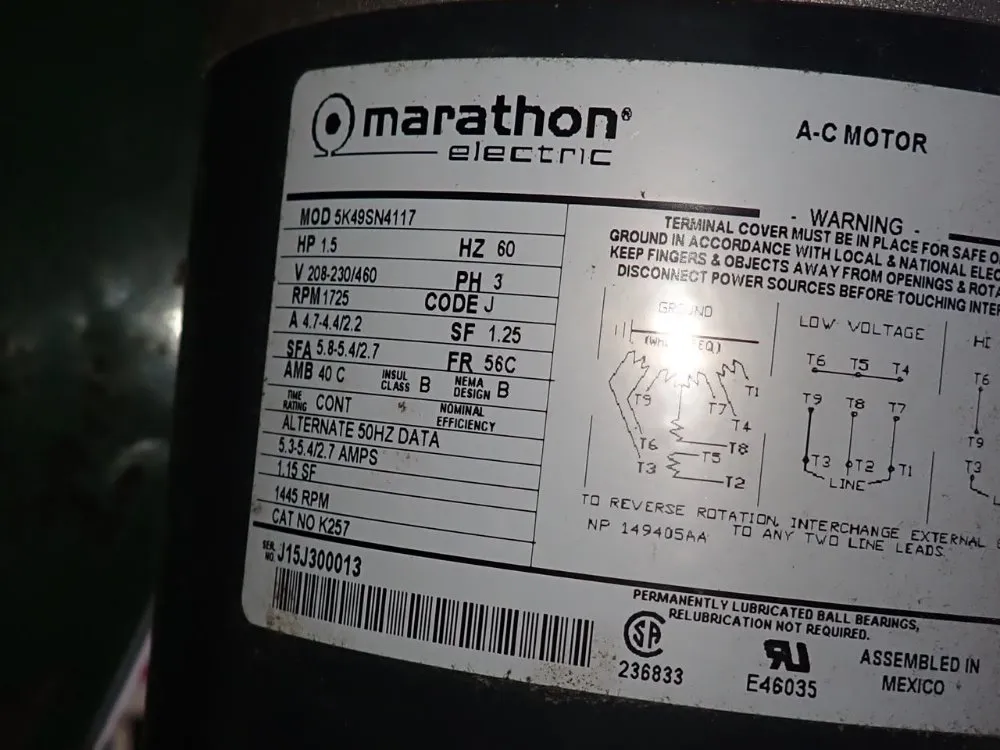 marathon®
electric
A-C MOTOR
MOD 5K49SN4117
HP 1.5 HZ 60
V 208-230/460 PH 3
RPM 1725 CODE J
A 4.7-4.4/2.2 SF 1.25
SFA 5.8-5.4/2.7 FR 56C
AMB 40 C INSUL CLASS B NEMA DESIGN B
TIME RATING CONT NOMINAL EFFICIENCY
ALTERNATE 50HZ DATA
5.3-5.4/2.7 AMPS
1.15 SF
1445 RPM
CAT NO K257
SER. NO. J15J300013
- WARNING -
TERMINAL COVER MUST BE IN PLACE FOR SAFE
GROUND IN ACCORDANCE WITH LOCAL & NATIONAL
KEEP FINGERS & OBJECTS AWAY FROM OPENINGS &
DISCONNECT POWER SOURCES BEFORE TOUCHING
GROUND
LOW VOLTAGE
T6 T5 T4
T9 T8 T7
T3 T2 T1
LINE
T1
T9 T7
T4
T6 T8
T5
T3
T2
T6
T9
T3
TO REVERSE ROTATION, INTERCHANGE EXTERNAL
NP 149405AA TO ANY TWO LINE LEADS.
PERMANENTLY LUBRICATED BALL BEARINGS,
RELUBRICATION NOT REQUIRED.
SA
236833
E46035
ASSEMBLED IN
MEXICO